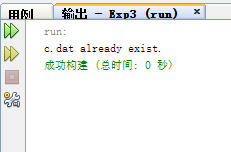 用例
输出 - Exp3 (run) ×
run:
c.dat already exist.
成功构建 (总时间: 0 秒)